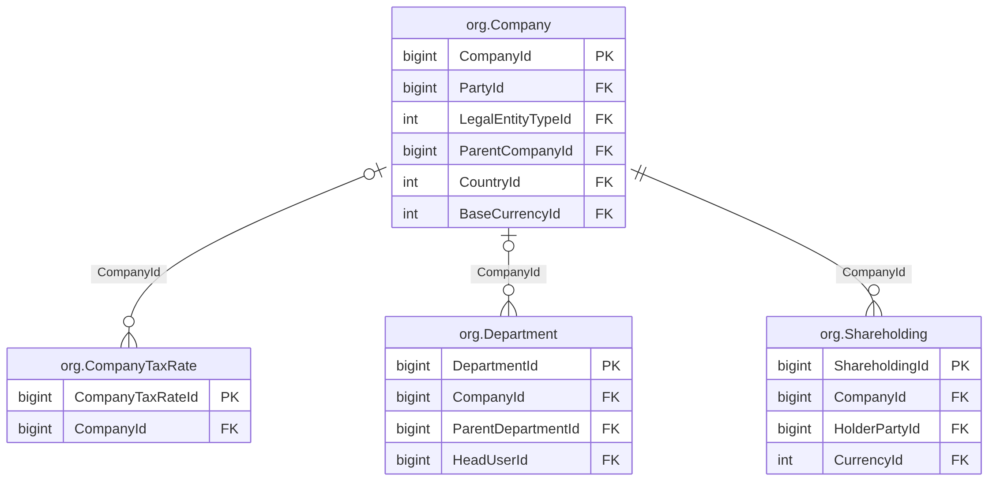 org.Company
bigint CompanyId PK
bigint PartyId FK
int LegalEntityTypeId FK
bigint ParentCompanyId FK
int CountryId FK
int BaseCurrencyId FK
CompanyId
CompanyId
CompanyId
org.CompanyTaxRate
bigint CompanyTaxRateId PK
bigint CompanyId FK
org.Department
bigint DepartmentId PK
bigint CompanyId FK
bigint ParentDepartmentId FK
bigint HeadUserId FK
org.Shareholding
bigint ShareholdingId PK
bigint CompanyId FK
bigint HolderPartyId FK
int CurrencyId FK